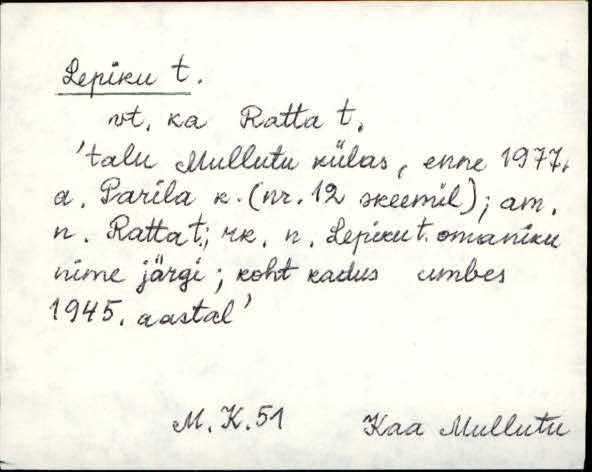 Lepiku t.
vt. ka Ratta t.
'talu Mullutu külas, enne 1977.
a. Parila k. (nr. 12 skeemil); am.
n. Ratta t.; rk. n. Lepiku t. omaniku
nime järgi; koht kadus umbes
1945. aastal'
M. K. 51 Kaa Mullutu